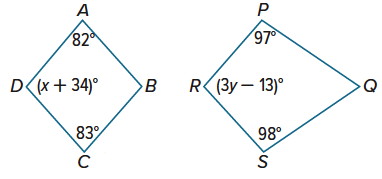 A P
82° 97°
D (x + 34)° B R (3y – 13)° Q
83° 98°
C S